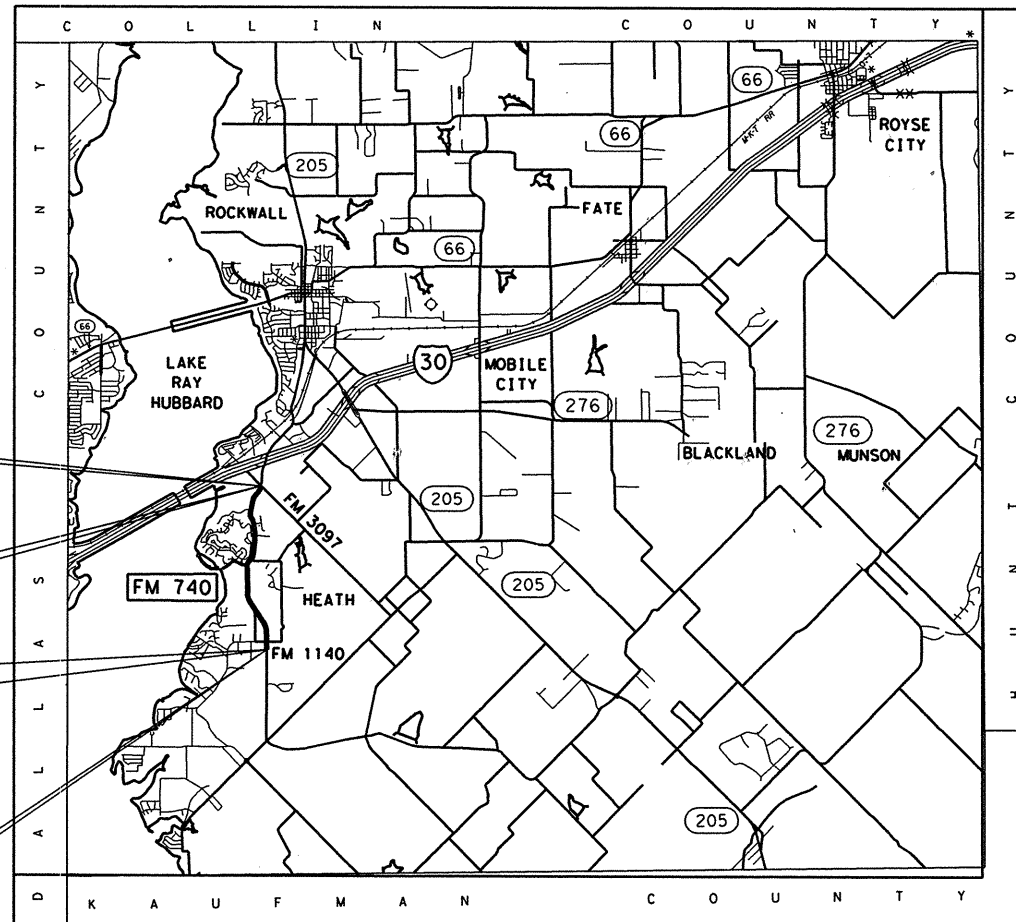 COLLIN COUNTY
66
M-K-T RR
66
ROYSE
CITY
205
ROCKWALL
FATE
66
66
30
LAKE
RAY
HUBBARD
MOBILE
CITY
276
276
BLACKLAND
MUNSON
205
FM 3097
FM 740
205
HEATH
FM 1140
205
DALLAS COUNTY
HUNT COUNTY
KAUFMAN COUNTY